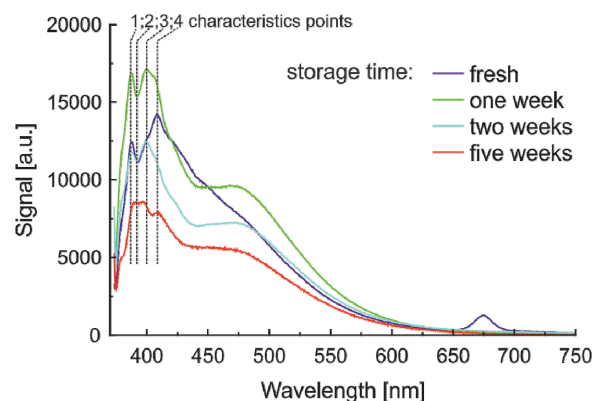 1;2;3;4 characteristics points
storage time:
fresh
one week
two weeks
five weeks
Signal [a.u.]
20000
15000
10000
5000
0
400 450 500 550 600 650 700 750
Wavelength [nm]